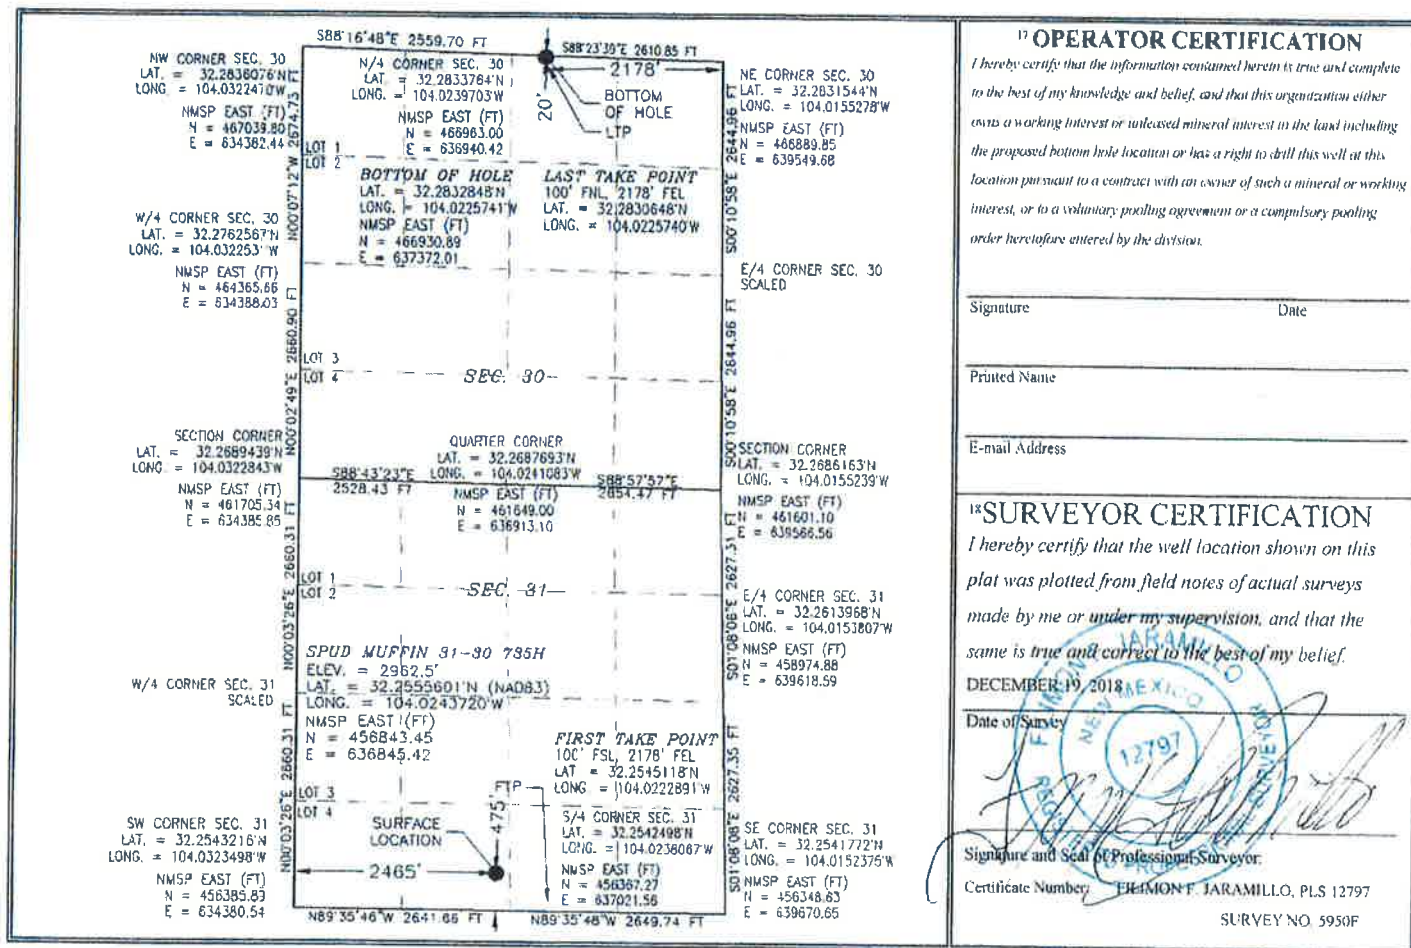 S88°16'48"E 2559.70 FT
S88°23'39"E 2610.85 FT
NW CORNER SEC. 30
LAT. = 32.2836076'N
LONG. = 104.0322470'W
NMSP EAST (FT)
N = 467039.80
E = 634382.44
N/4 CORNER SEC. 30
LAT. = 32.2833764'N
LONG. = 104.0239703'W
NMSP EAST (FT)
N = 466963.00
E = 636940.42
2178'
20'
BOTTOM
OF HOLE
LTP
NE CORNER SEC. 30
LAT. = 32.2831544'N
LONG. = 104.0155278'W
NMSP EAST (FT)
N = 466889.85
E = 639549.68
N00°07'12"W 2674.73 FT
S00°10'58"E 2644.96 FT
LOT 1
LOT 2
BOTTOM OF HOLE
LAT. = 32.2832848'N
LONG. = 104.0225741'W
NMSP EAST (FT)
N = 466930.89
E = 637372.01
LAST TAKE POINT
100' FNL, 2178' FEL
LAT. = 32.2830648'N
LONG. = 104.0225740'W
W/4 CORNER SEC. 30
LAT. = 32.2762567'N
LONG. = 104.032253 'W
NMSP EAST (FT)
N = 464365.66
E = 634388.03
E/4 CORNER SEC. 30
SCALED
N00°02'49"E 2660.90 FT
S00°10'58"E 2644.96 FT
LOT 3
LOT 4
SEC. 30
SECTION CORNER
LAT. = 32.2689439'N
LONG. = 104.0322843'W
NMSP EAST (FT)
N = 461705.34
E = 634385.85
QUARTER CORNER
LAT. = 32.2687693'N
LONG. = 104.0241083'W
NMSP EAST (FT)
N = 461649.00
E = 636913.10
S88°43'23"E
2528.43 FT
S88°57'57"E
2654.47 FT
SECTION CORNER
LAT. = 32.2686163'N
LONG. = 104.0155239'W
NMSP EAST (FT)
N = 461601.10
E = 639566.56
N00°03'26"E 2660.31 FT
S01°08'08"E 2627.31 FT
LOT 1
LOT 2
SEC. 31
E/4 CORNER SEC. 31
LAT. = 32.2613968'N
LONG. = 104.0153807'W
NMSP EAST (FT)
N = 458974.88
E = 639618.59
SPUD MUFFIN 31-30 735H
ELEV. = 2962.5'
LAT. = 32.2555601'N (NAD83)
LONG. = 104.0243720'W
NMSP EAST (FT)
N = 456843.45
E = 636845.42
W/4 CORNER SEC. 31
SCALED
FIRST TAKE POINT
100' FSL, 2178' FEL
LAT = 32.2545118'N
LONG. = 104.0222891'W
FTP
N00°03'26"E 2660.31 FT
S01°08'08"E 2627.35 FT
LOT 3
LOT 4
SURFACE
LOCATION
475'
2465'
S/4 CORNER SEC. 31
LAT. = 32.2542498'N
LONG. = 104.0238067'W
NMSP EAST (FT)
N = 456367.27
E = 637021.56
SW CORNER SEC. 31
LAT. = 32.2543216'N
LONG. = 104.0323498'W
NMSP EAST (FT)
N = 456385.83
E = 634380.54
SE CORNER SEC. 31
LAT. = 32.2541772'N
LONG. = 104.0152375'W
NMSP EAST (FT)
N = 456348.63
E = 639670.65
N89°35'46"W 2641.66 FT
N89°35'48"W 2649.74 FT
17 OPERATOR CERTIFICATION
I hereby certify that the information contained herein is true and complete
to the best of my knowledge and belief, and that this organization either
owns a working interest or unleased mineral interest in the land including
the proposed bottom hole location or has a right to drill this well at this
location pursuant to a contract with an owner of such a mineral or working
interest, or to a voluntary pooling agreement or a compulsory pooling
order heretofore entered by the division.
Signature Date
Printed Name
E-mail Address
18 SURVEYOR CERTIFICATION
I hereby certify that the well location shown on this
plat was plotted from field notes of actual surveys
made by me or under my supervision, and that the
same is true and correct to the best of my belief.
DECEMBER 19, 2018
Date of Survey
FILIMON F. JARAMILLO
NEW MEXICO
12797
Signature and Seal of Professional Surveyor:
Certificate Number: FILIMON F. JARAMILLO, PLS 12797
SURVEY NO. 5950F